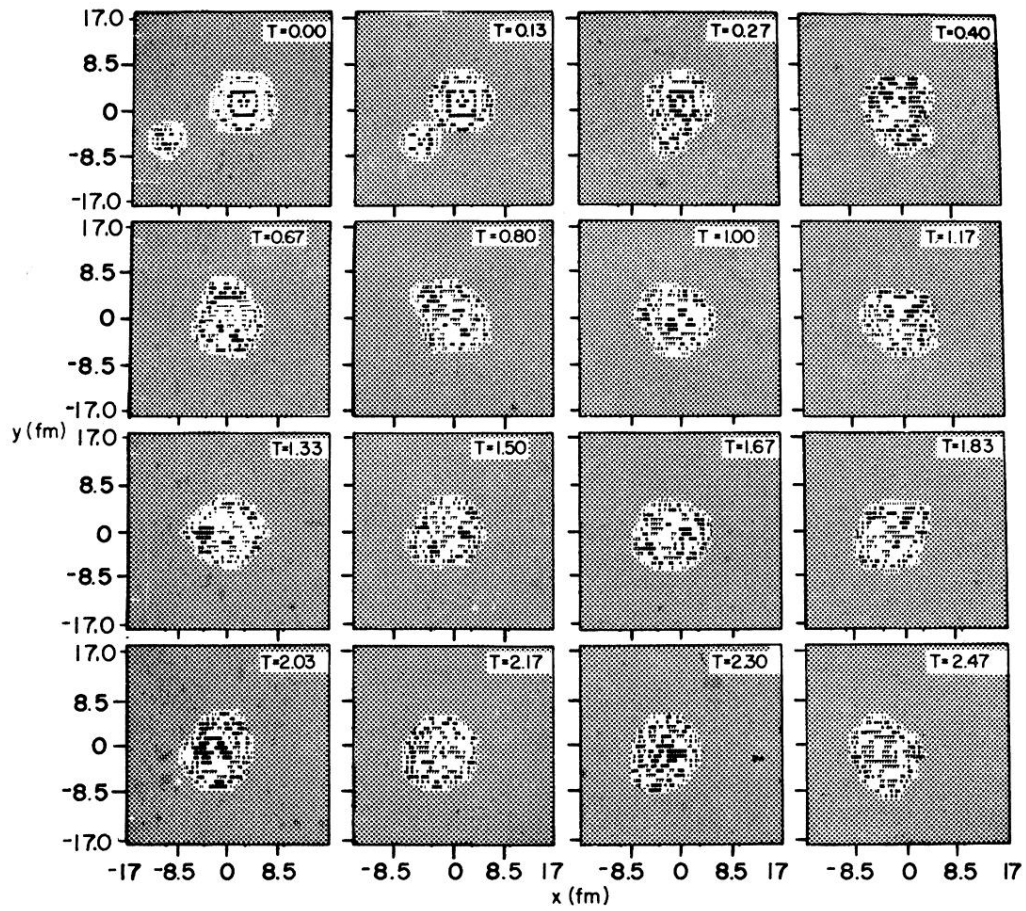 17.0
8.5
0
-8.5
-17.0
T=0.00
T=0.13
T=0.27
T=0.40
17.0
8.5
0
-8.5
-17.0
T=0.67
T=0.80
T=1.00
T=1.17
y (fm)
17.0
8.5
0
-8.5
-17.0
T=1.33
T=1.50
T=1.67
T=1.83
17.0
8.5
0
-8.5
-17.0
T=2.03
T=2.17
T=2.30
T=2.47
-17 -8.5 0 8.5 -8.5 0 8.5 -8.5 0 8.5 -8.5 0 8.5 17
x (fm)